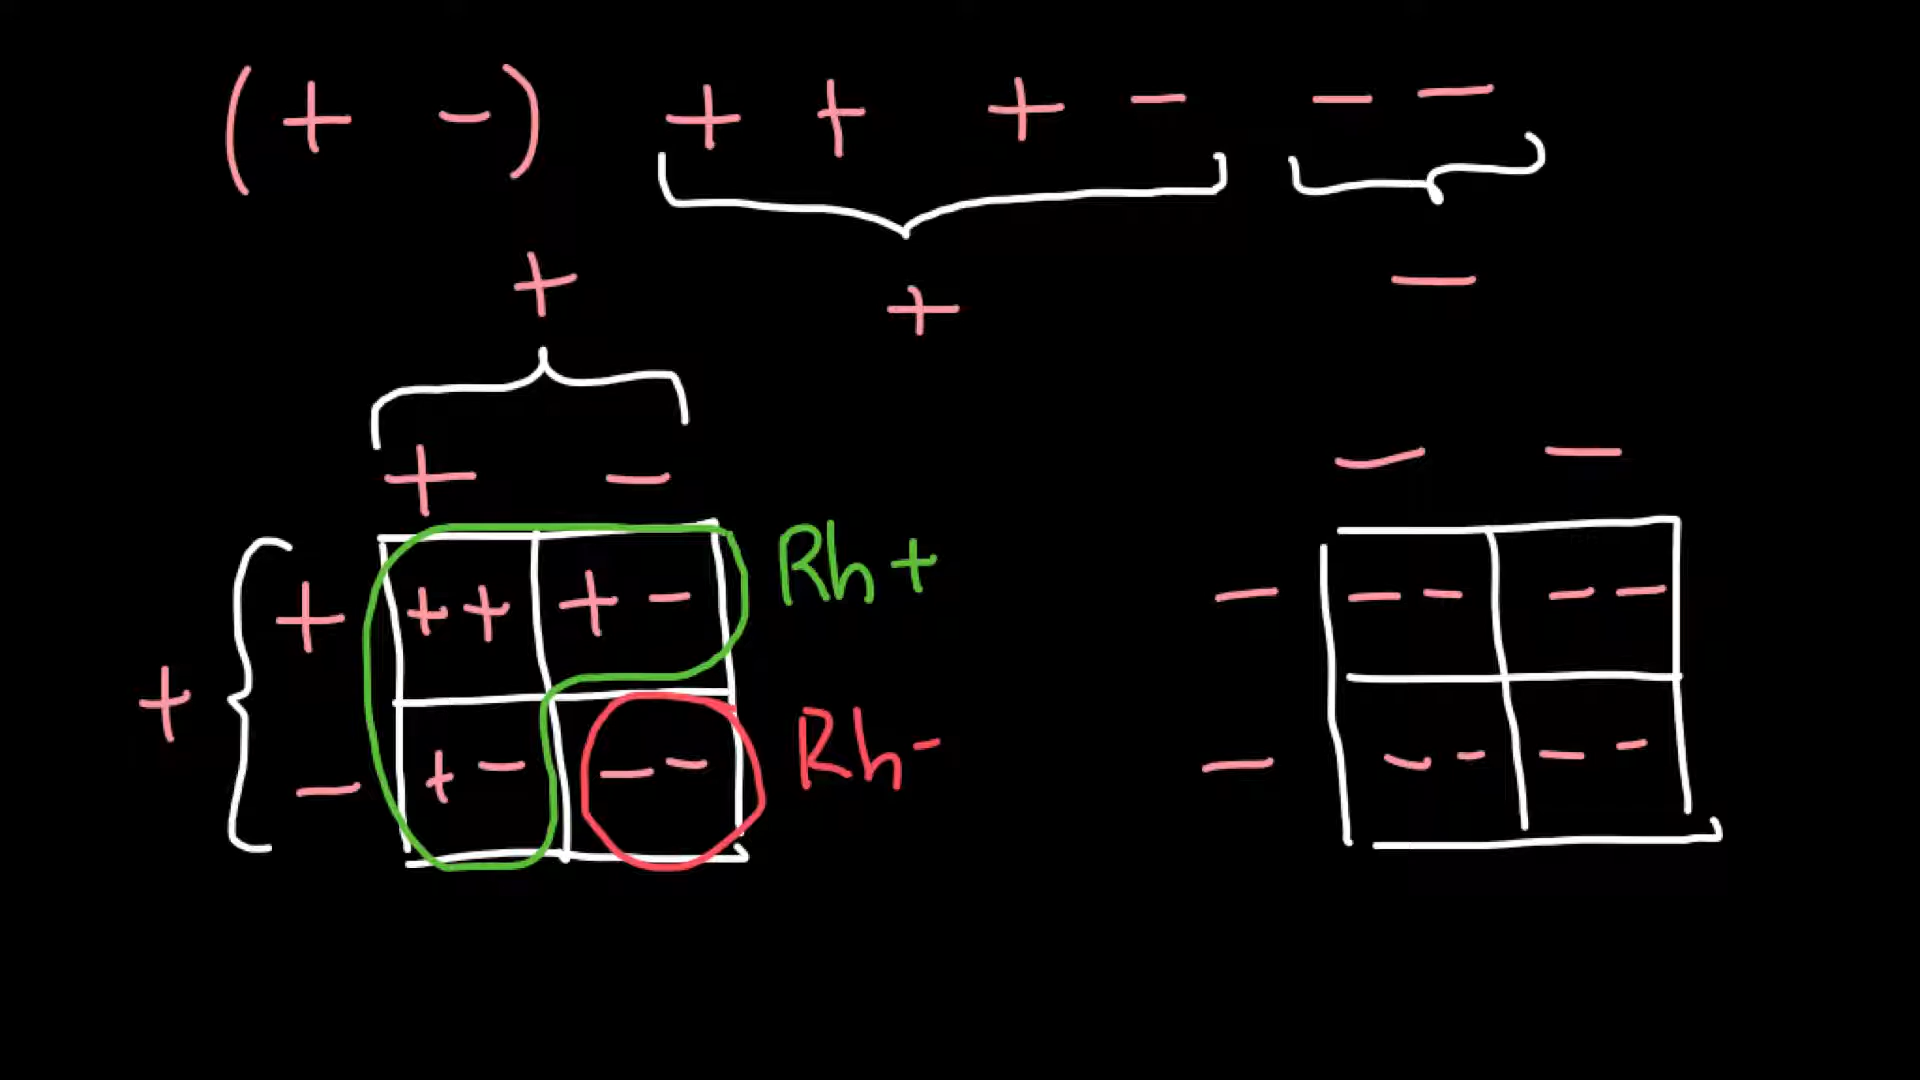 (+ -) + + + - - -
+ + -
+ -
- -
+ ++ +- Rh+
- -- --
+
- +- -- Rh-
- -- --